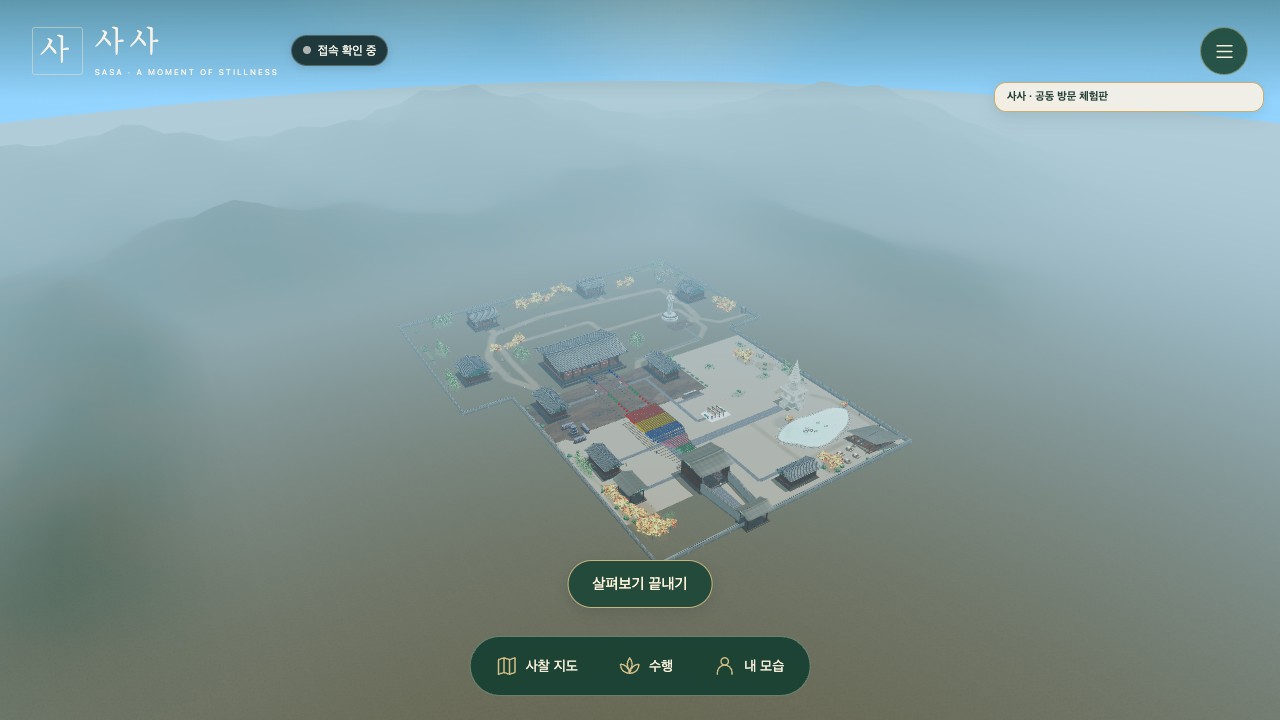 사
사사
SASA · A MOMENT OF STILLNESS
접속 확인 중
사사 · 공동 방문 체험판
살펴보기 끝내기
사찰 지도
수행
내 모습